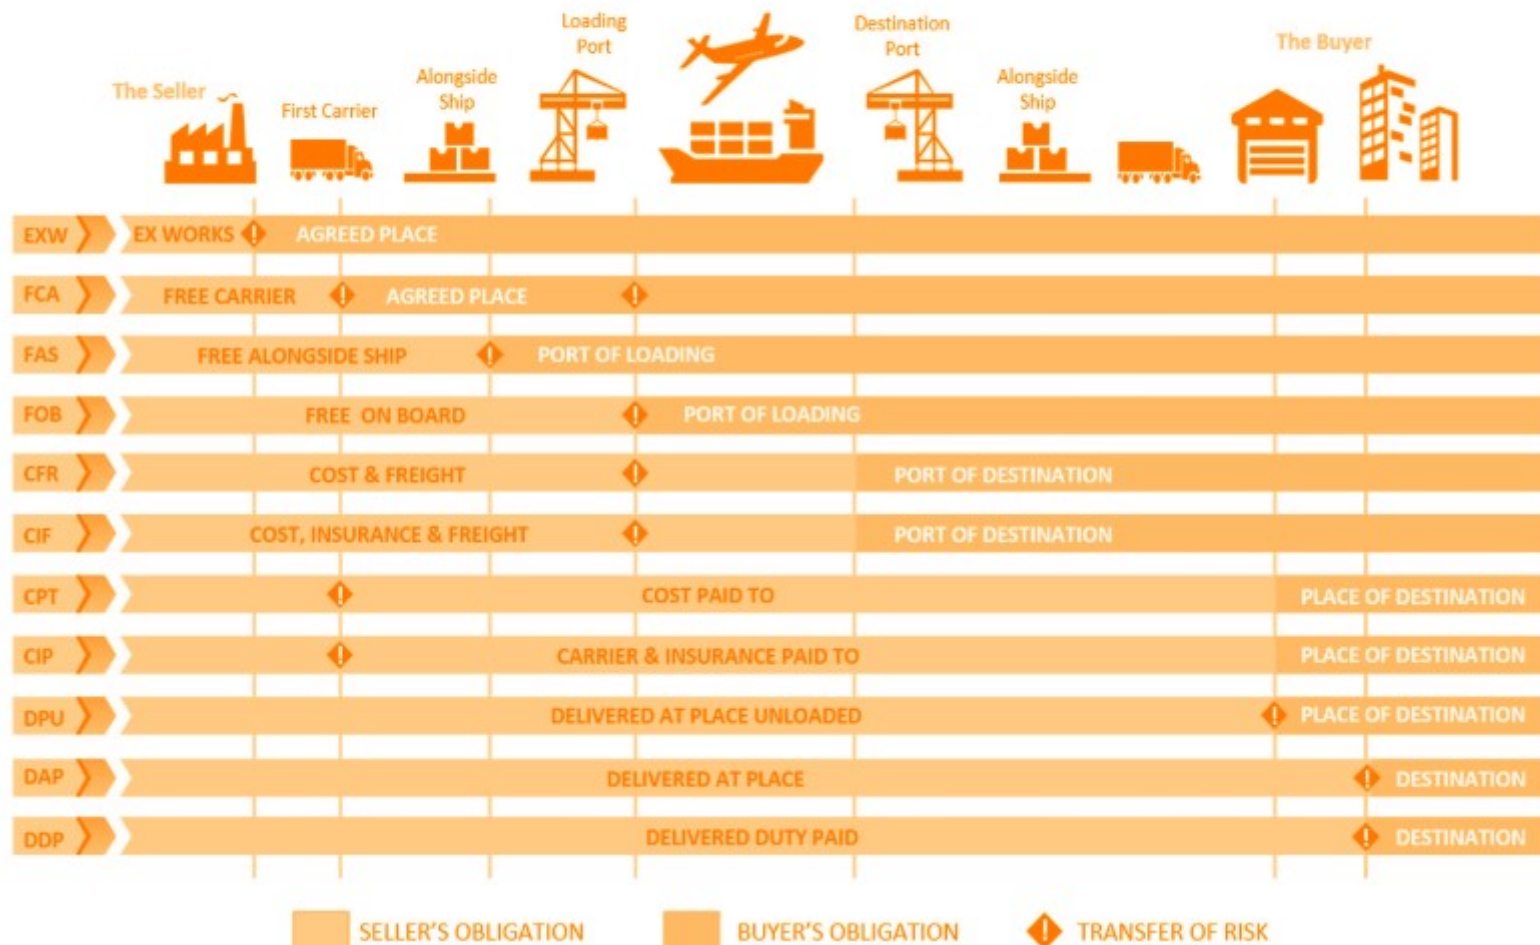 Loading
Port
Destination
Port
The Buyer
The Seller
First Carrier
Alongside
Ship
Alongside
Ship
EXW EX WORKS ! AGREED PLACE
FCA FREE CARRIER ! AGREED PLACE !
FAS FREE ALONGSIDE SHIP ! PORT OF LOADING
FOB FREE ON BOARD ! PORT OF LOADING
CFR COST & FREIGHT ! PORT OF DESTINATION
CIF COST, INSURANCE & FREIGHT ! PORT OF DESTINATION
CPT ! COST PAID TO PLACE OF DESTINATION
CIP ! CARRIER & INSURANCE PAID TO PLACE OF DESTINATION
DPU DELIVERED AT PLACE UNLOADED ! PLACE OF DESTINATION
DAP DELIVERED AT PLACE ! DESTINATION
DDP DELIVERED DUTY PAID ! DESTINATION
SELLER'S OBLIGATION BUYER'S OBLIGATION ! TRANSFER OF RISK